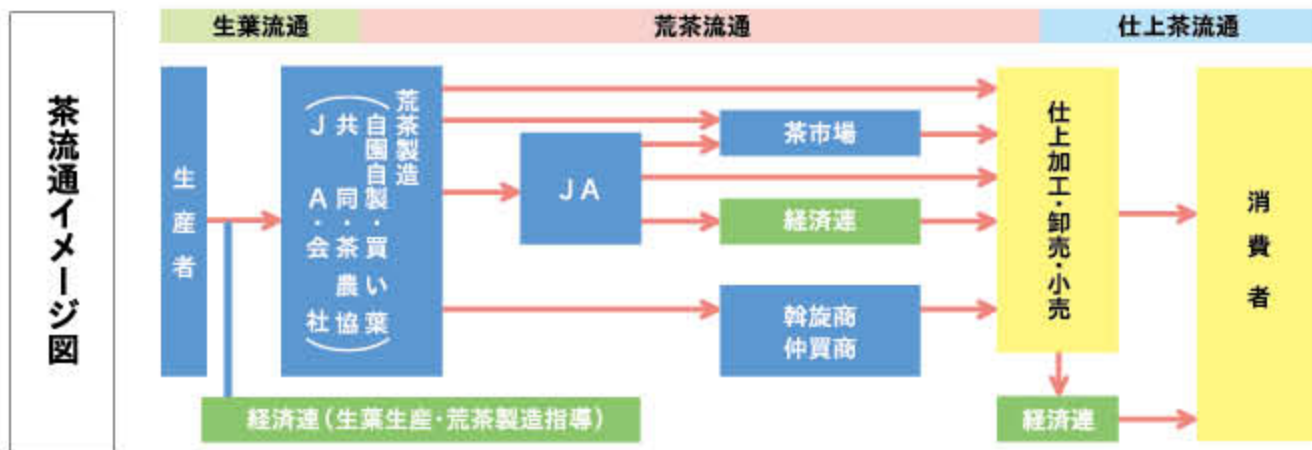 茶流通イメージ図
生葉流通
荒茶流通
仕上茶流通
生産者
荒茶製造
(自園自製・買い葉
共同・茶農協
JA・会社)
JA
茶市場
経済連
斡旋商
仲買商
仕上加工・卸売・小売
消費者
経済連(生葉生産・荒茶製造指導)
経済連